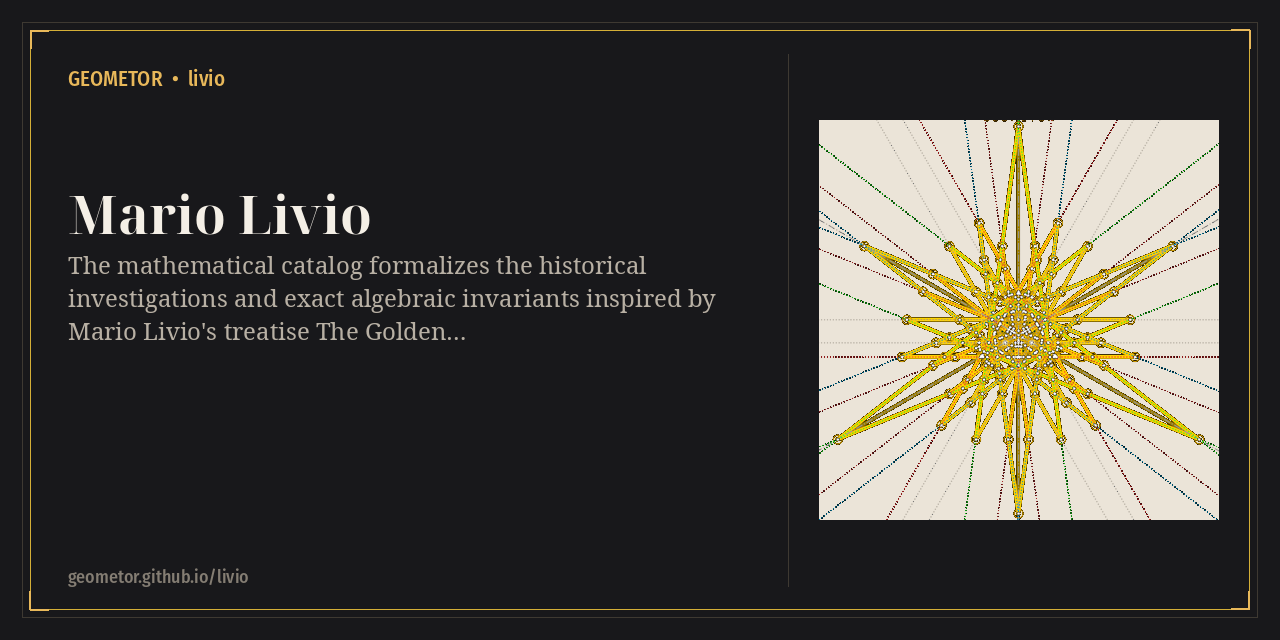 GEOMETOR • livio
Mario Livio
The mathematical catalog formalizes the historical
investigations and exact algebraic invariants inspired by
Mario Livio's treatise The Golden...
geometor.github.io/livio